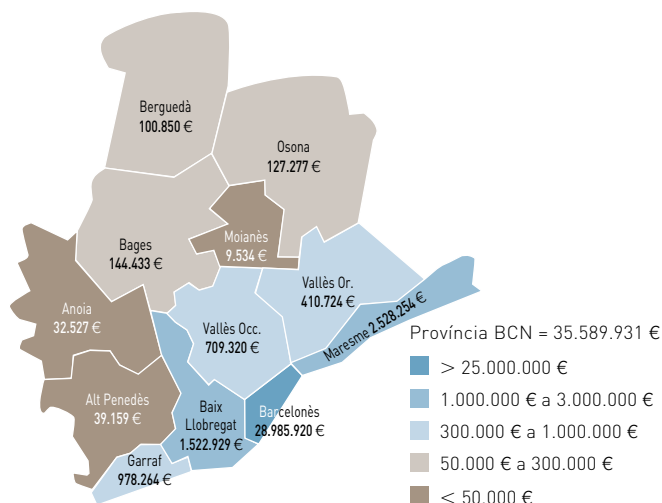 Berguedà
100.850 €
Osona
127.277 €
Moianès
9.534 €
Bages
144.433 €
Vallès Or.
410.724 €
Anoia
32.527 €
Vallès Occ.
709.320 €
Maresme 2.528.254 €
Alt Penedès
39.159 €
Baix
Llobregat
1.522.929 €
Barcelonès
28.985.920 €
Garraf
978.264 €
Província BCN = 35.589.931 €
> 25.000.000 €
1.000.000 € a 3.000.000 €
300.000 € a 1.000.000 €
50.000 € a 300.000 €
< 50.000 €